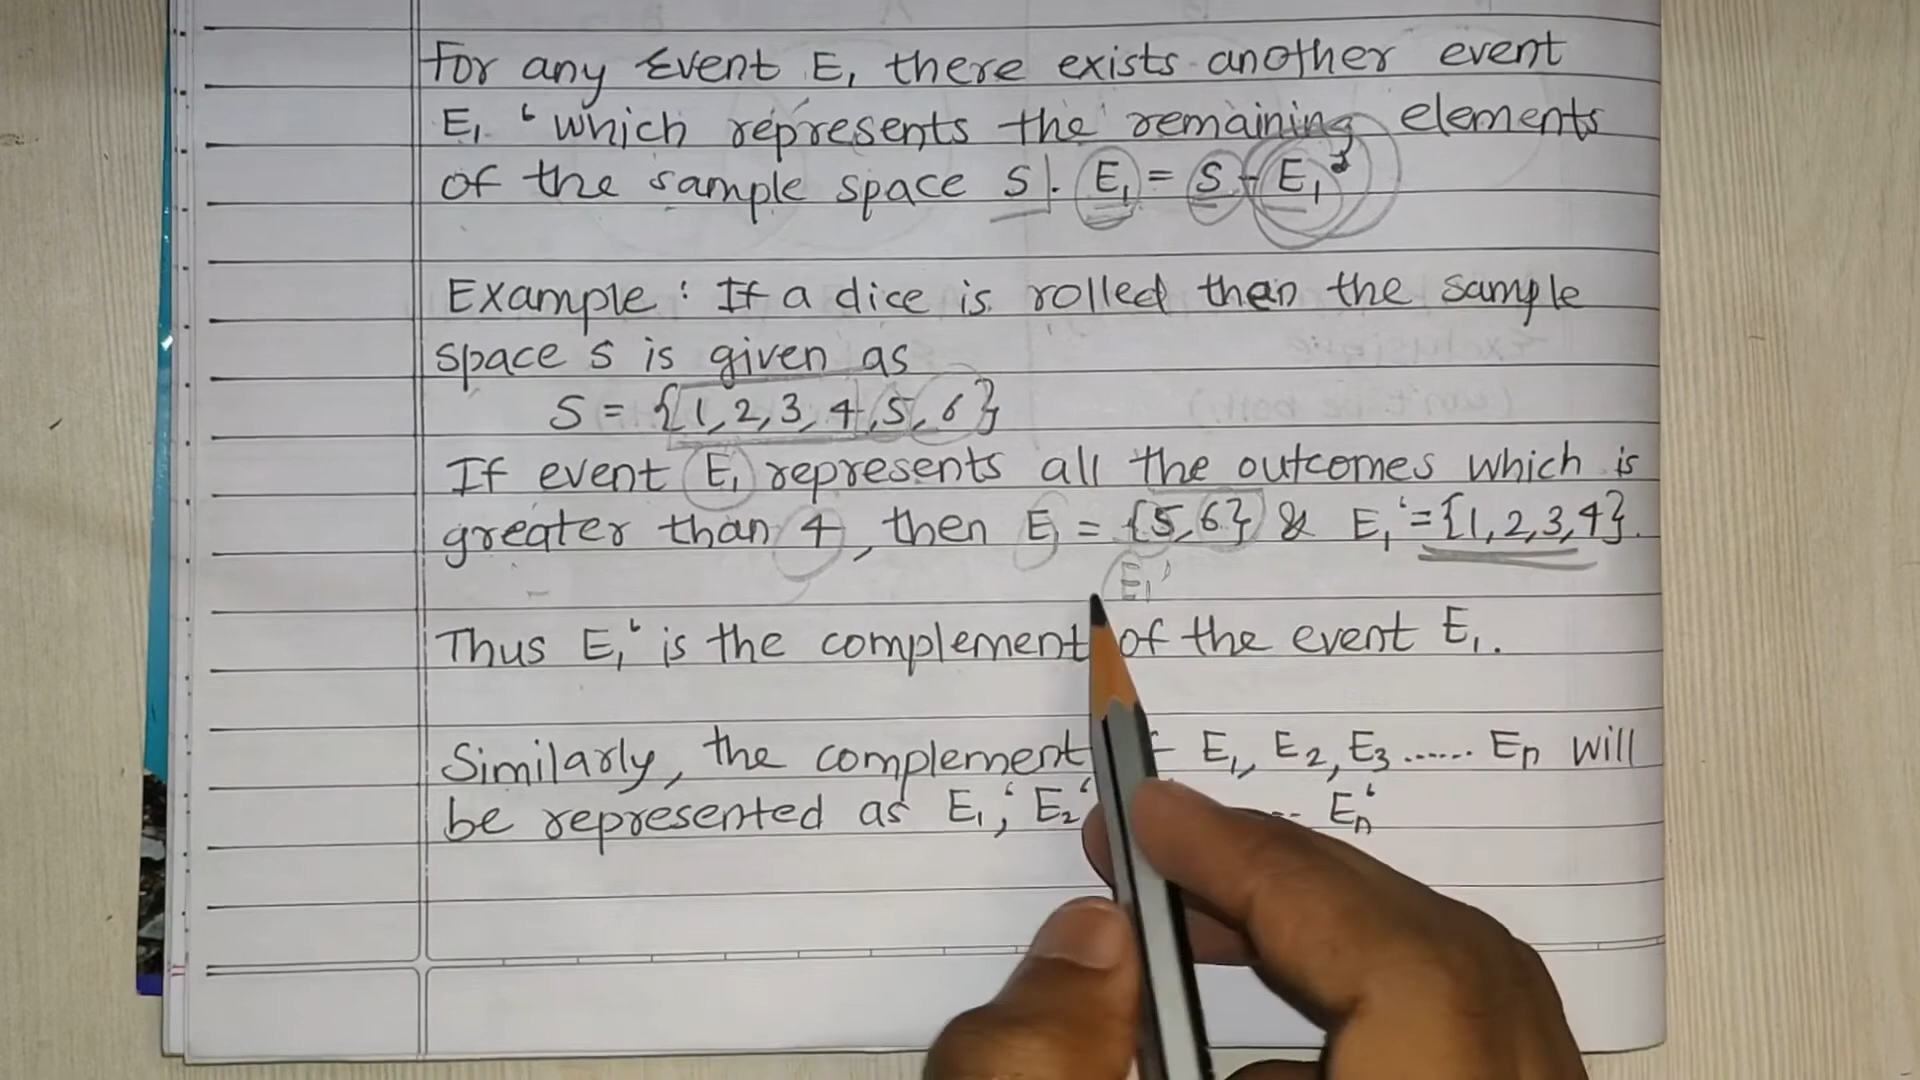 For any Event E₁ there exists another event
E₁‘ which represents the remaining elements
of the sample space S. E₁ = S - E₁’
Example: If a dice is rolled then the sample
space S is given as
S = {1, 2, 3, 4, 5, 6}
If event E₁ represents all the outcomes which is
greater than 4, then E₁ = {5, 6} & E₁‘ = {1, 2, 3, 4}.
E₁'
Thus E₁‘ is the complement of the event E₁.
Similarly, the complement E₁, E₂, E₃ ...... En will
be represented as E₁‘, E₂‘ ... En‘